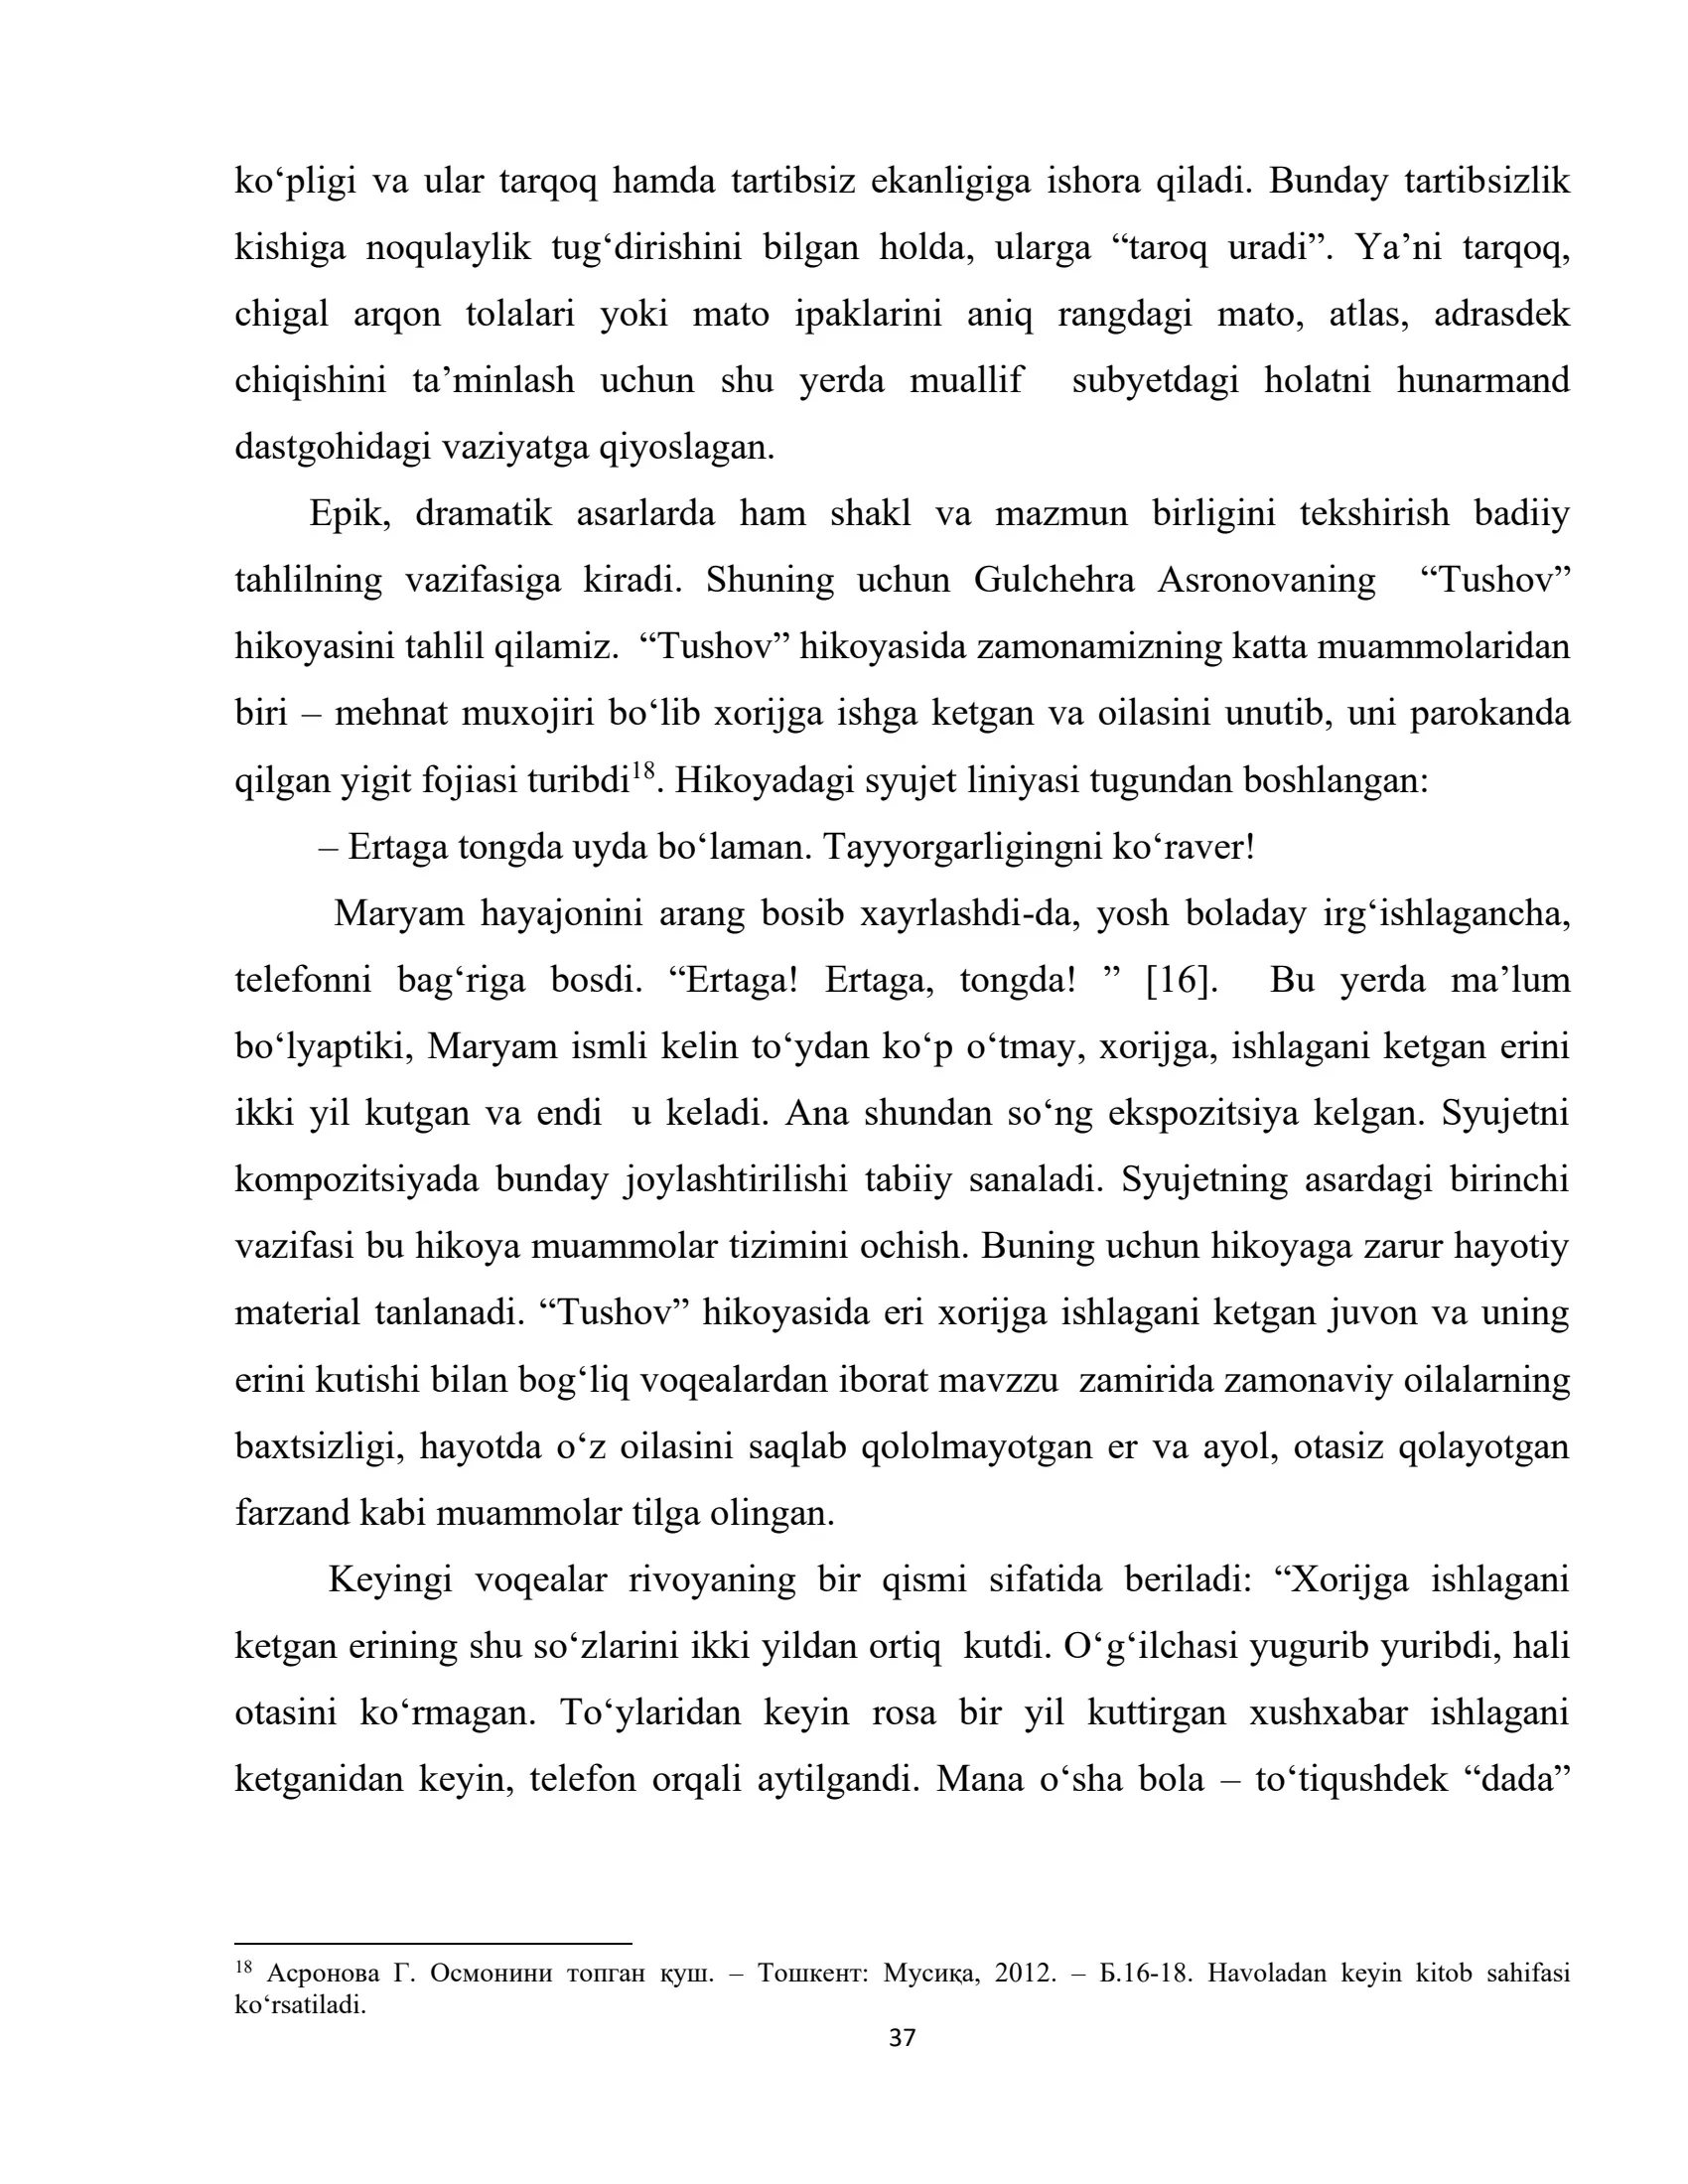 ko‘pligi va ular tarqoq hamda tartibsiz ekanligiga ishora qiladi. Bunday tartibsizlik
kishiga noqulaylik tug‘dirishini bilgan holda, ularga “taroq uradi”. Ya’ni tarqoq,
chigal arqon tolalari yoki mato ipaklarini aniq rangdagi mato, atlas, adrasdek
chiqishini ta’minlash uchun shu yerda muallif subyetdagi holatni hunarmand
dastgohidagi vaziyatga qiyoslagan.
Epik, dramatik asarlarda ham shakl va mazmun birligini tekshirish badiiy
tahlilning vazifasiga kiradi. Shuning uchun Gulchehra Asronovaning “Tushov”
hikoyasini tahlil qilamiz. “Tushov” hikoyasida zamonamizning katta muammolaridan
biri – mehnat muxojiri bo‘lib xorijga ishga ketgan va oilasini unutib, uni parokanda
qilgan yigit fojiasi turibdi18. Hikoyadagi syujet liniyasi tugundan boshlangan:
– Ertaga tongda uyda bo‘laman. Tayyorgarligingni ko‘raver!
Maryam hayajonini arang bosib xayrlashdi-da, yosh boladay irg‘ishlagancha,
telefonni bag‘riga bosdi. “Ertaga! Ertaga, tongda! ” [16]. Bu yerda ma’lum
bo‘lyaptiki, Maryam ismli kelin to‘ydan ko‘p o‘tmay, xorijga, ishlagani ketgan erini
ikki yil kutgan va endi u keladi. Ana shundan so‘ng ekspozitsiya kelgan. Syujetni
kompozitsiyada bunday joylashtirilishi tabiiy sanaladi. Syujetning asardagi birinchi
vazifasi bu hikoya muammolar tizimini ochish. Buning uchun hikoyaga zarur hayotiy
material tanlanadi. “Tushov” hikoyasida eri xorijga ishlagani ketgan juvon va uning
erini kutishi bilan bog‘liq voqealardan iborat mavzzu zamirida zamonaviy oilalarning
baxtsizligi, hayotda o‘z oilasini saqlab qololmayotgan er va ayol, otasiz qolayotgan
farzand kabi muammolar tilga olingan.
Keyingi voqealar rivoyaning bir qismi sifatida beriladi: “Xorijga ishlagani
ketgan erining shu so‘zlarini ikki yildan ortiq kutdi. O‘g‘ilchasi yugurib yuribdi, hali
otasini ko‘rmagan. To‘ylaridan keyin rosa bir yil kuttirgan xushxabar ishlagani
ketganidan keyin, telefon orqali aytilgandi. Mana o‘sha bola – to‘tiqushdek “dada”
18 Асронова Г. Осмонини топган қуш. – Тошкент: Мусиқа, 2012. – Б.16-18. Havoladan keyin kitob sahifasi
ko‘rsatiladi.
37